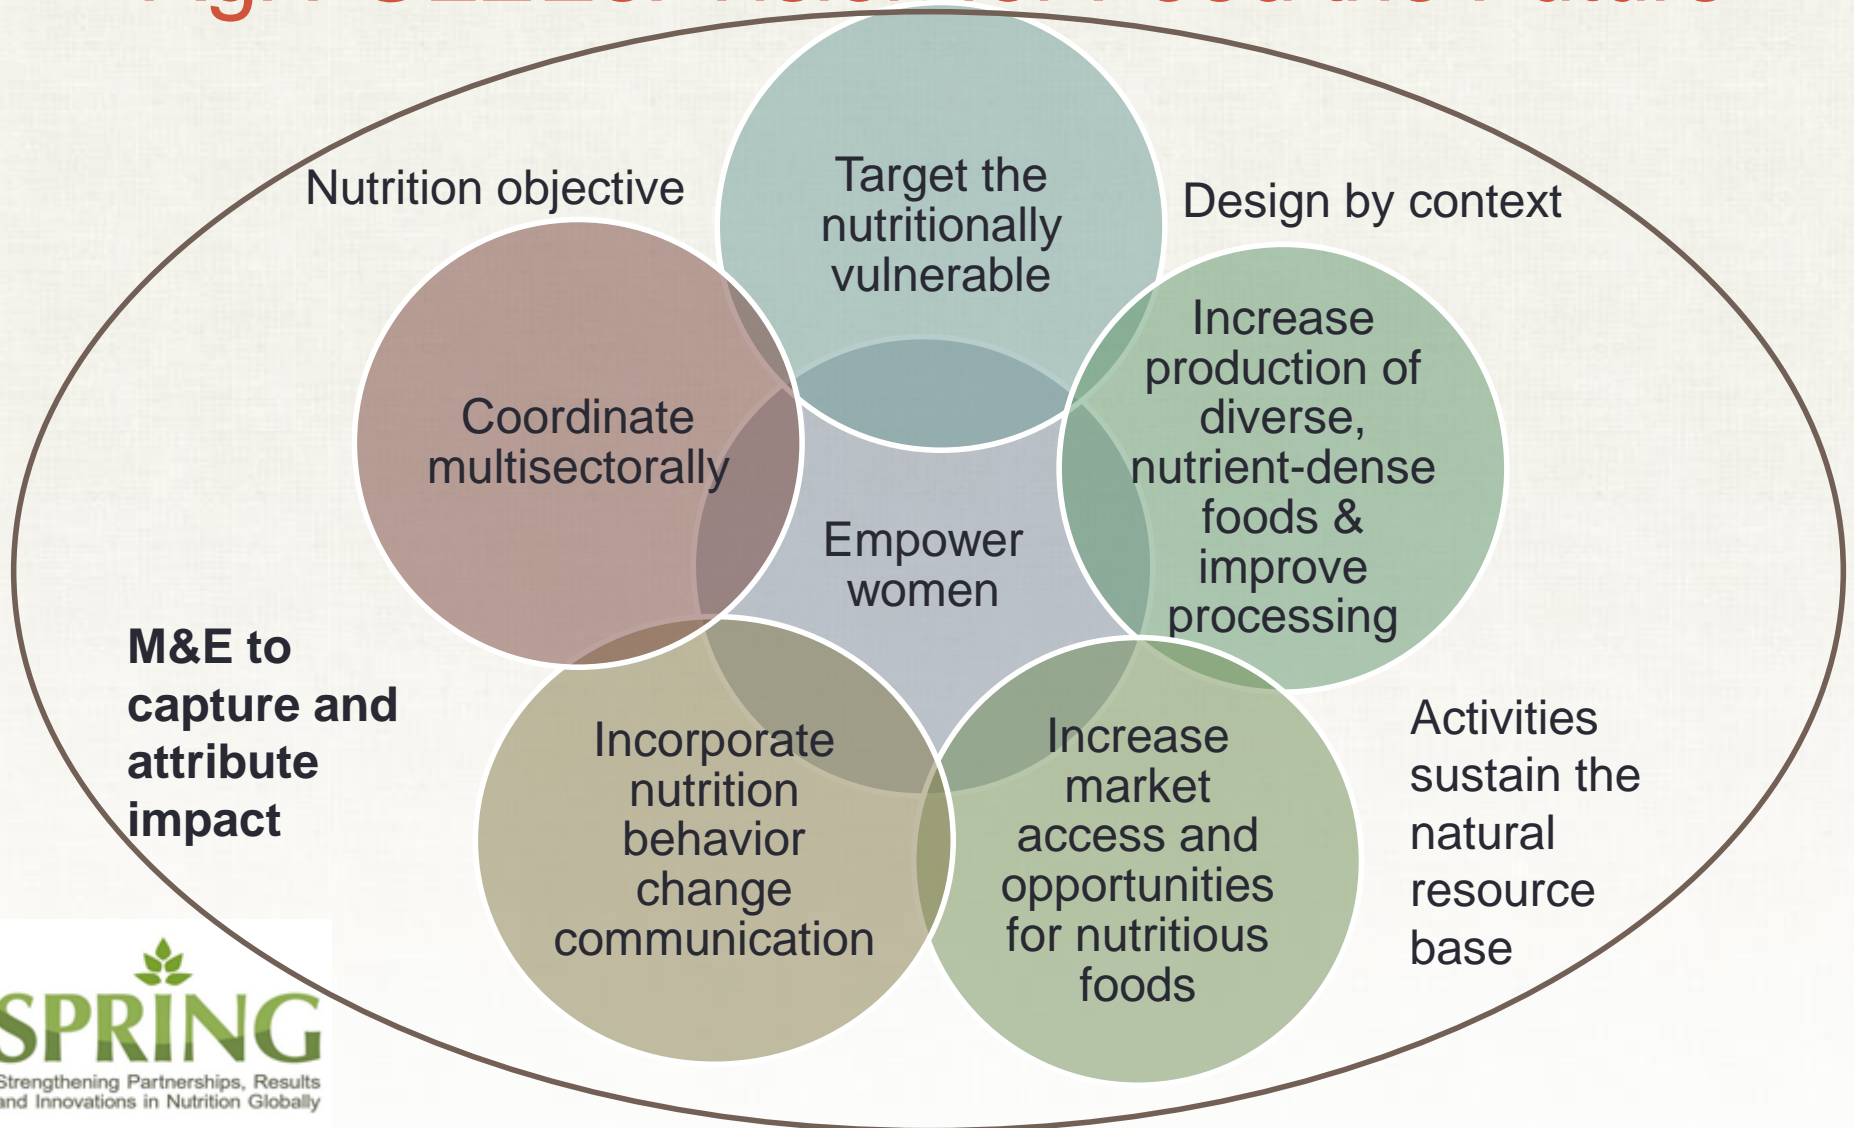 Nutrition objective
Target the
nutritionally
vulnerable
Design by context
Coordinate
multisectorally
Increase
production of
diverse,
nutrient-dense
foods &
improve
processing
Empower
women
M&E to
capture and
attribute
impact
Incorporate
nutrition
behavior
change
communication
Increase
market
access and
opportunities
for nutritious
foods
Activities
sustain the
natural
resource
base
SPRING
Strengthening Partnerships, Results
and Innovations in Nutrition Globally